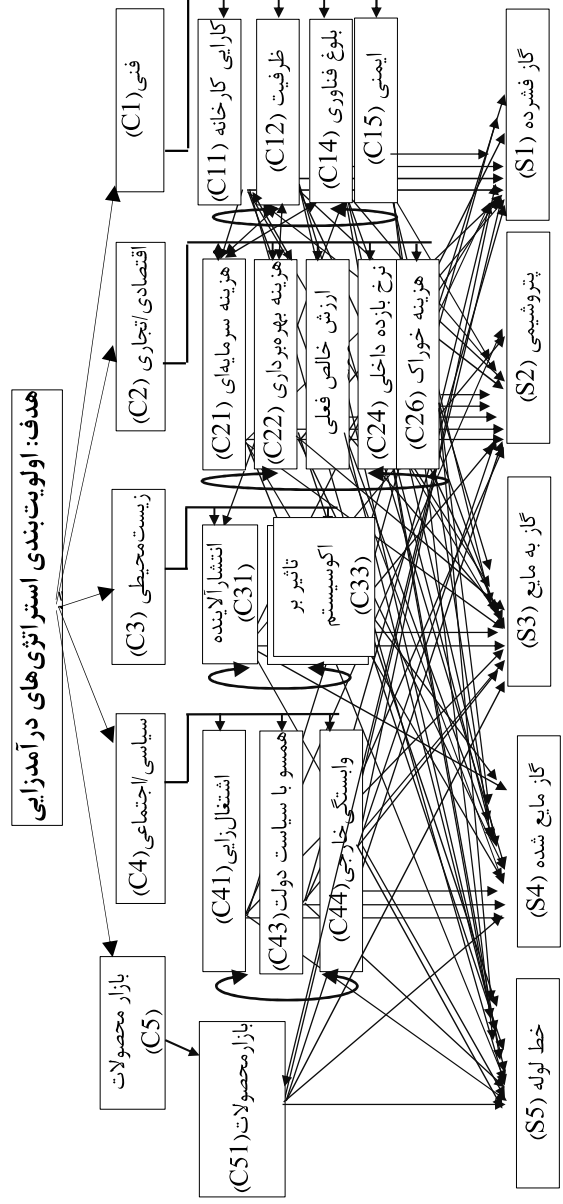 هدف: اولویت‌بندی استراتژی‌های درآمدزایی
فنی(C1)
اقتصادی/تجاری (C2)
زیست‌محیطی (C3)
سیاسی/اجتماعی(C4)
بازار محصولات
(C5)
کارایی کارخانه (C11)
ظرفیت (C12)
بلوغ فناوری (C14)
ایمنی (C15)
هزینه سرمایه‌ای (C21)
هزینه بهره‌برداری (C22)
ارزش خالص فعلی
نرخ بازده داخلی (C24)
هزینه خوراک (C26)
انتشارآلاینده
(C31)
تاثیر بر
اکوسیستم
(C33)
اشتغال‌زایی(C41)
همسو با سیاست دولت(C43)
وابستگی خارجی(C44)
بازارمحصولات(C51)
گاز فشرده (S1)
پتروشیمی (S2)
گاز به مایع (S3)
گاز مایع شده (S4)
خط لوله (S5)